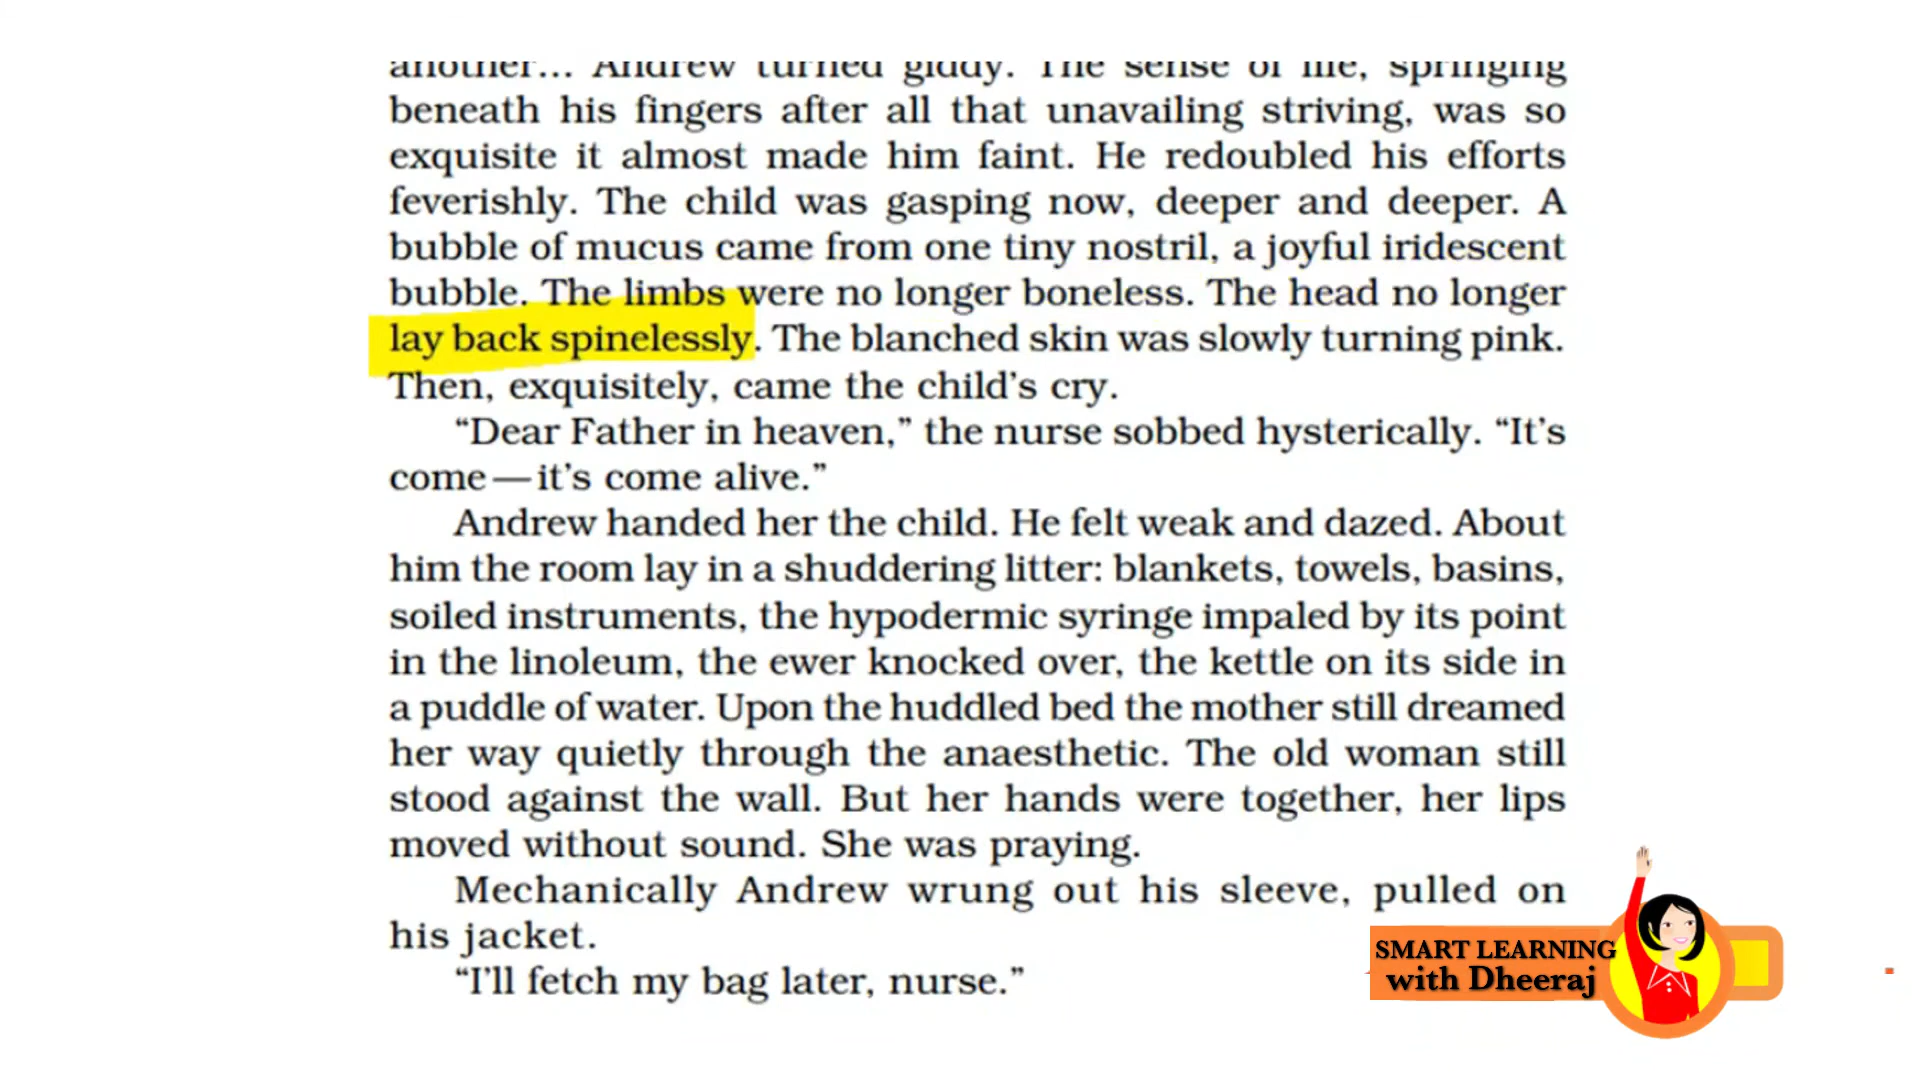 another... Andrew turned giddy. The sense of life, springing
beneath his fingers after all that unavailing striving, was so
exquisite it almost made him faint. He redoubled his efforts
feverishly. The child was gasping now, deeper and deeper. A
bubble of mucus came from one tiny nostril, a joyful iridescent
bubble. The limbs were no longer boneless. The head no longer
lay back spinelessly. The blanched skin was slowly turning pink.
Then, exquisitely, came the child’s cry.
“Dear Father in heaven,” the nurse sobbed hysterically. “It’s
come — it’s come alive.”
Andrew handed her the child. He felt weak and dazed. About
him the room lay in a shuddering litter: blankets, towels, basins,
soiled instruments, the hypodermic syringe impaled by its point
in the linoleum, the ewer knocked over, the kettle on its side in
a puddle of water. Upon the huddled bed the mother still dreamed
her way quietly through the anaesthetic. The old woman still
stood against the wall. But her hands were together, her lips
moved without sound. She was praying.
Mechanically Andrew wrung out his sleeve, pulled on
his jacket.
“I’ll fetch my bag later, nurse.”
SMART LEARNING
with Dheeraj